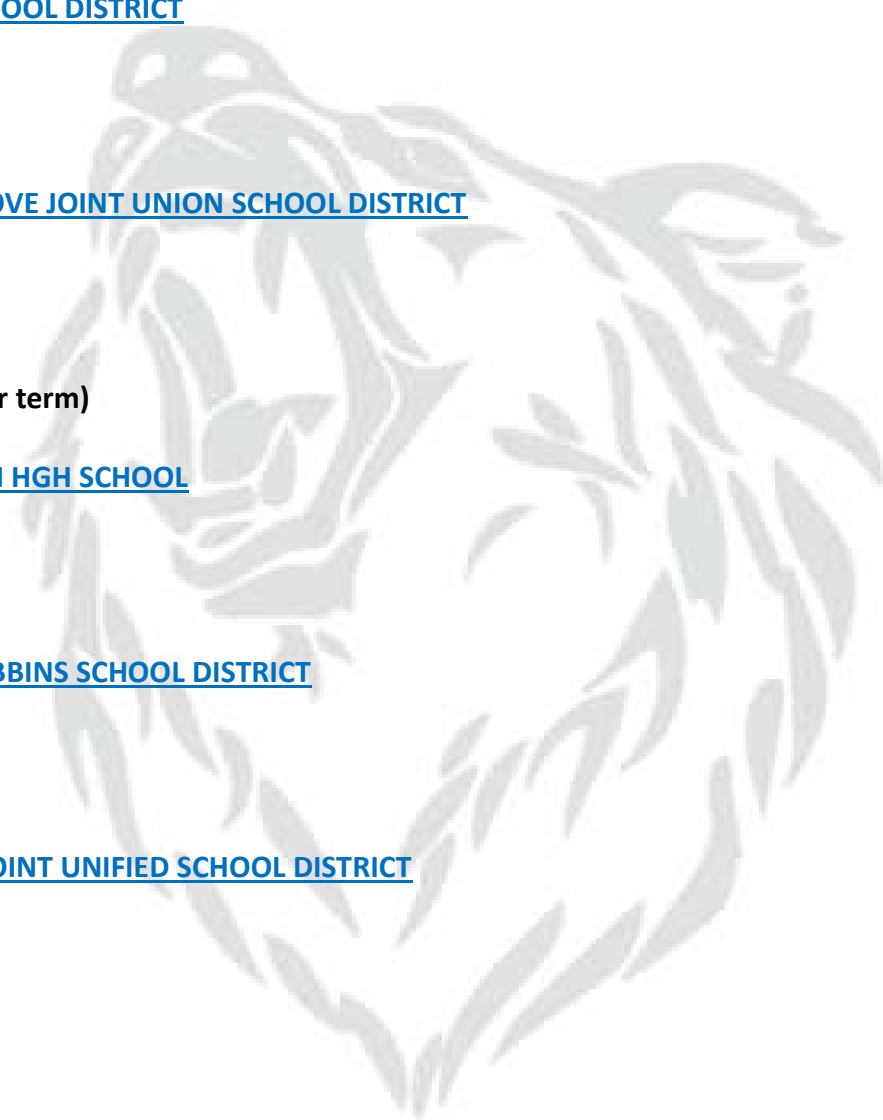 OOL DISTRICT
OVE JOINT UNION SCHOOL DISTRICT
r term)
HGH SCHOOL
BBINS SCHOOL DISTRICT
OINT UNIFIED SCHOOL DISTRICT